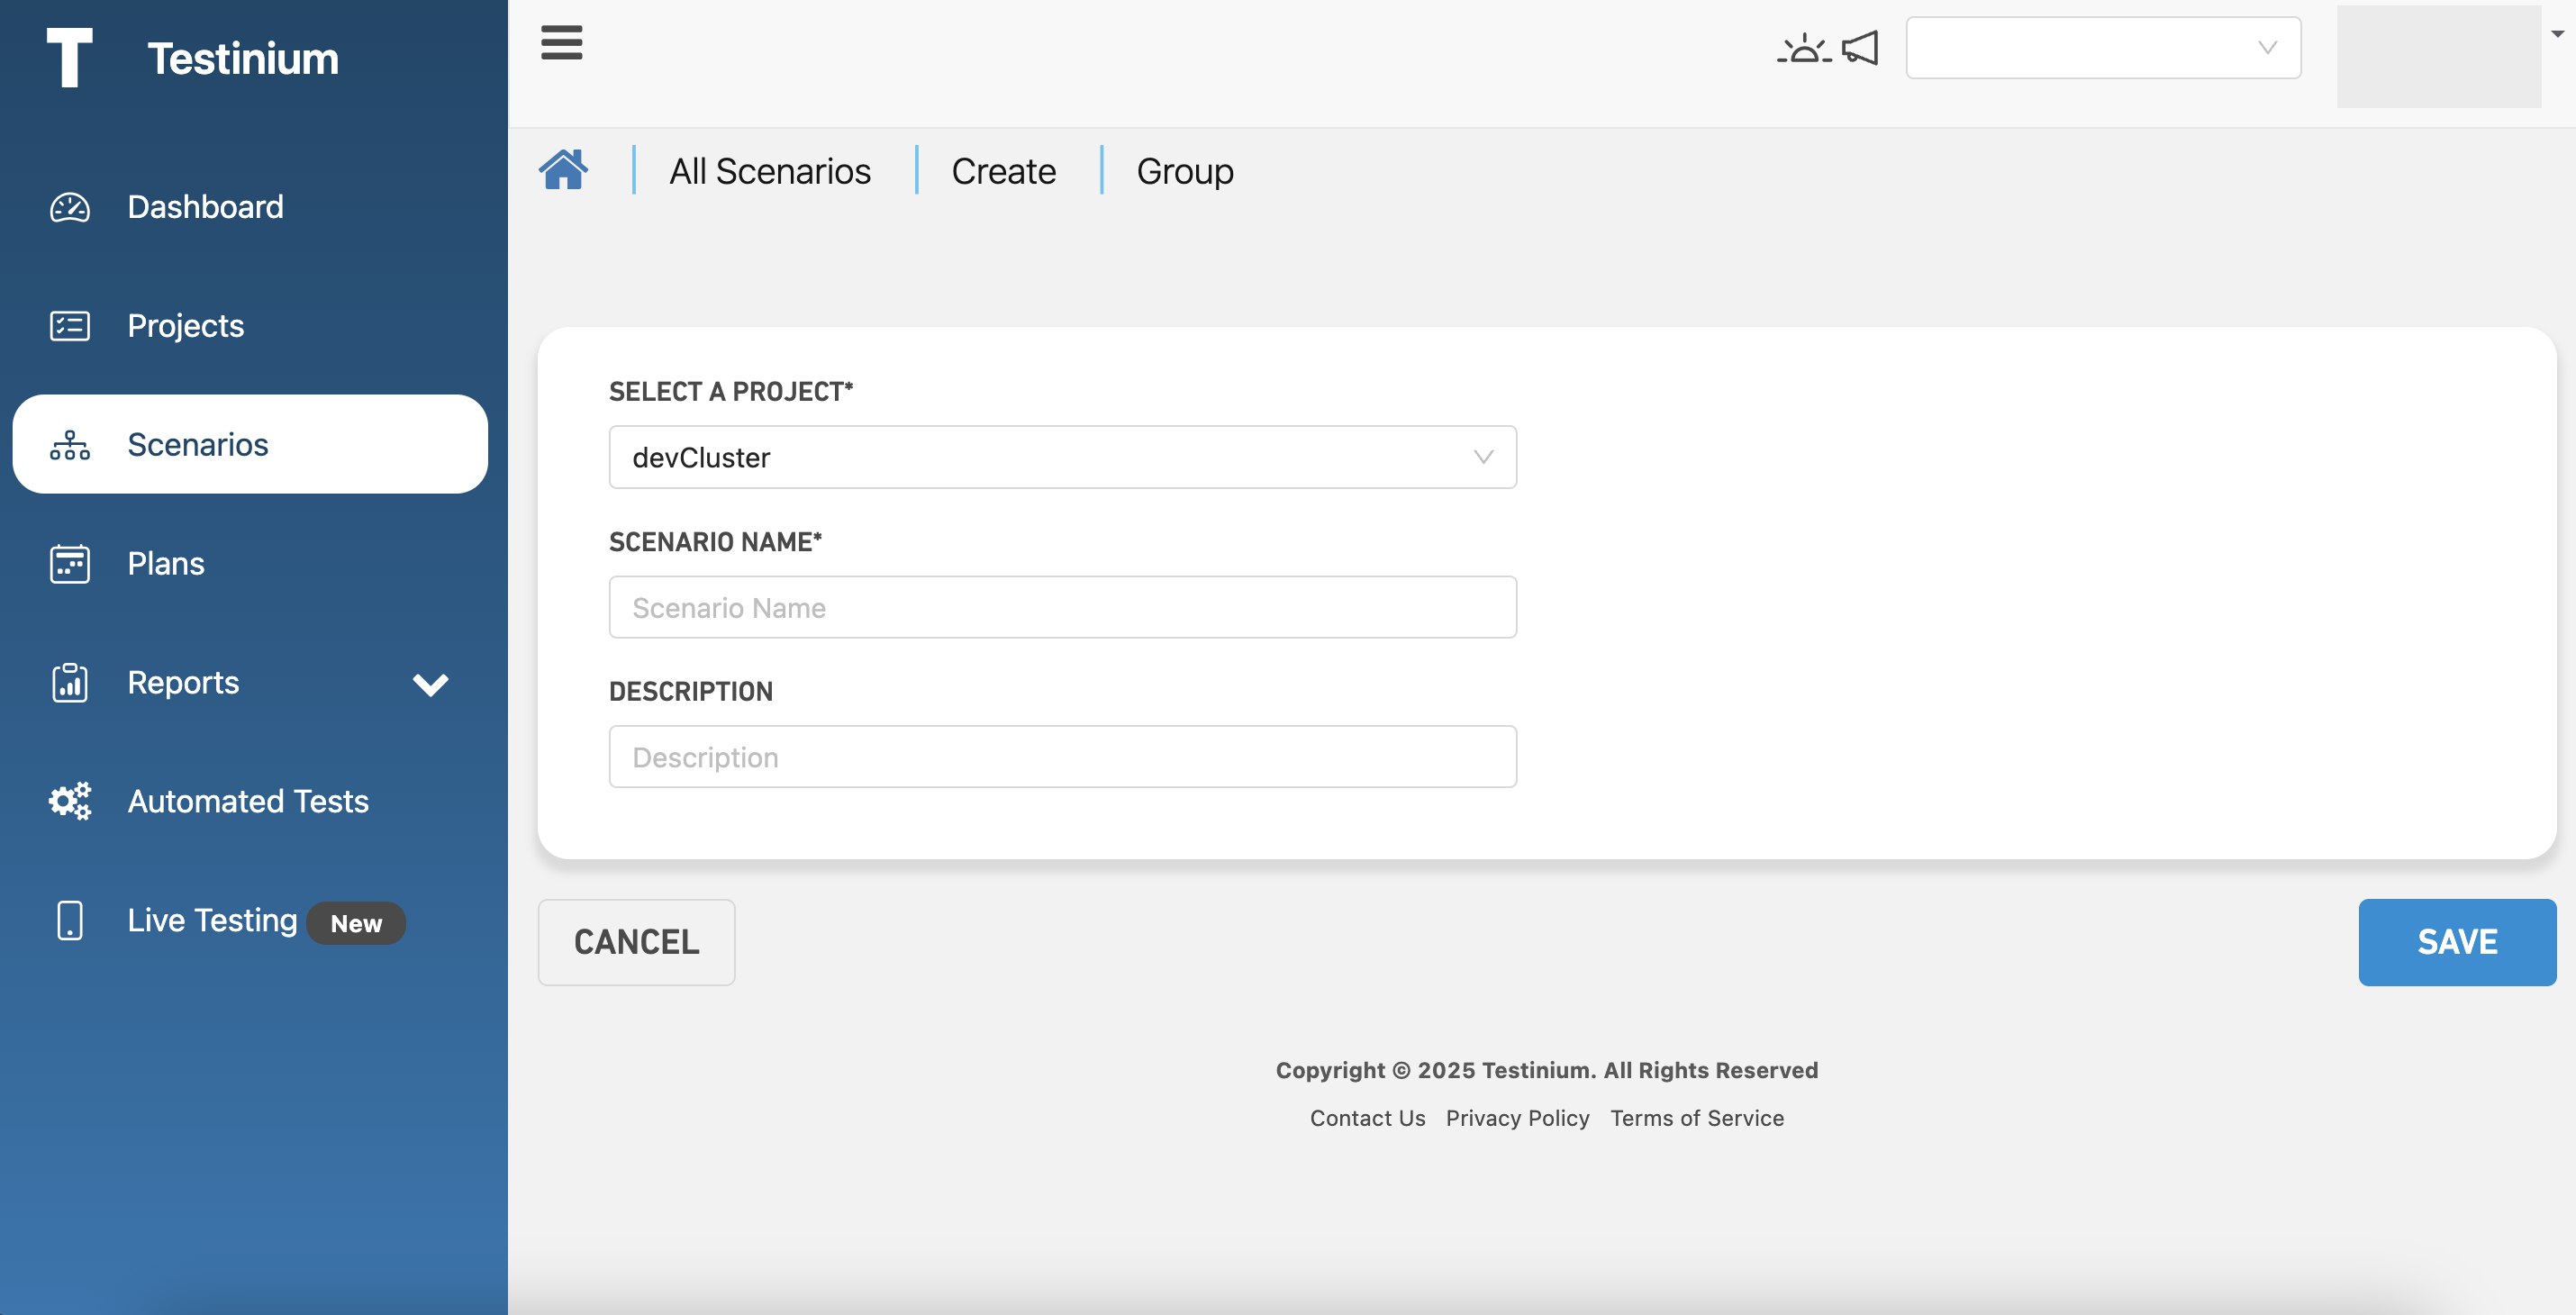 Testinium
Dashboard
Projects
Scenarios
Plans
Reports
Automated Tests
Live Testing New
All Scenarios Create Group
SELECT A PROJECT*
devCluster
SCENARIO NAME*
Scenario Name
DESCRIPTION
Description
CANCEL
SAVE
Copyright © 2025 Testinium. All Rights Reserved
Contact Us Privacy Policy Terms of Service